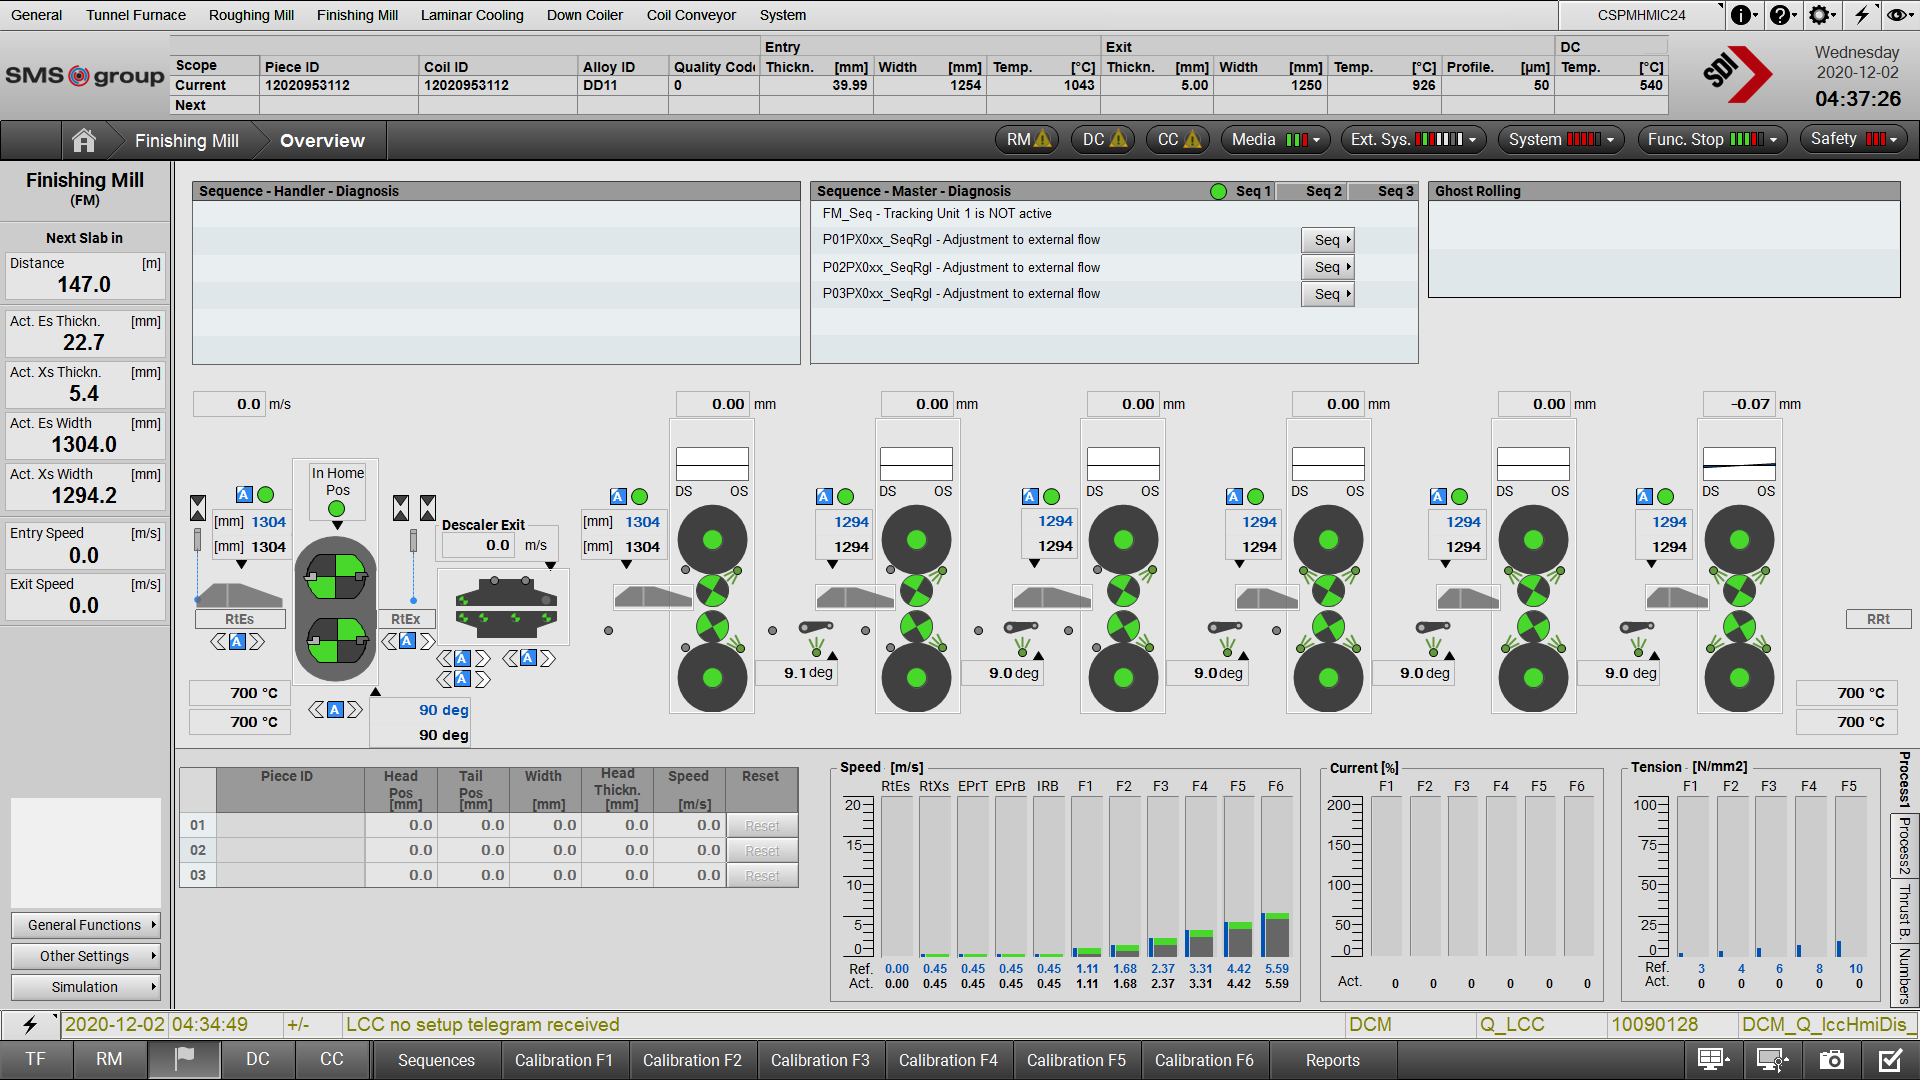 General Tunnel Furnace Roughing Mill Finishing Mill Laminar Cooling Down Coiler Coil Conveyor System CSPMHMIC24
SMS group
Entry Exit DC
Scope Piece ID Coil ID Alloy ID Quality Code Thickn. [mm] Width [mm] Temp. [°C] Thickn. [mm] Width [mm] Temp. [°C] Profile. [µm] Temp. [°C]
Current 12020953112 12020953112 DD11 0 39.99 1254 1043 5.00 1250 926 50 540
Next
SDI
Wednesday
2020-12-02
04:37:26
Finishing Mill Overview RM DC CC Media Ext. Sys. System Func. Stop Safety
Finishing Mill
(FM)
Next Slab in
Distance [m]
147.0
Act. Es Thickn. [mm]
22.7
Act. Xs Thickn. [mm]
5.4
Act. Es Width [mm]
1304.0
Act. Xs Width [mm]
1294.2
Entry Speed [m/s]
0.0
Exit Speed [m/s]
0.0
General Functions
Other Settings
Simulation
Sequence - Handler - Diagnosis
Sequence - Master - Diagnosis Seq 1 Seq 2 Seq 3
FM_Seq - Tracking Unit 1 is NOT active
P01PX0xx_SeqRgl - Adjustment to external flow Seq
P02PX0xx_SeqRgl - Adjustment to external flow Seq
P03PX0xx_SeqRgl - Adjustment to external flow Seq
Ghost Rolling
0.0 m/s 0.00 mm 0.00 mm 0.00 mm 0.00 mm 0.00 mm -0.07 mm
In Home
Pos
DS OS DS OS DS OS DS OS DS OS DS OS
A A A A A A A
[mm] 1304 [mm] 1304 1294 1294 1294 1294 1294
[mm] 1304 [mm] 1304 1294 1294 1294 1294 1294
Descaler Exit
0.0 m/s
RtEs RtEx RRt
A A A A A A
9.1 deg 9.0 deg 9.0 deg 9.0 deg 9.0 deg
700 °C 700 °C
700 °C 700 °C
90 deg
90 deg
Piece ID Head Pos [mm] Tail Pos [mm] Width [mm] Head Thickn. [mm] Speed [m/s] Reset
01 0.0 0.0 0.0 0.0 0.0 Reset
02 0.0 0.0 0.0 0.0 0.0 Reset
03 0.0 0.0 0.0 0.0 0.0 Reset
Speed [m/s]
RtEs RtXs EPrT EPrB IRB F1 F2 F3 F4 F5 F6
20
15
10
5
0
Ref. 0.00 0.45 0.45 0.45 0.45 1.11 1.68 2.37 3.31 4.42 5.59
Act. 0.00 0.45 0.45 0.45 0.45 1.11 1.68 2.37 3.31 4.42 5.59
Current [%]
F1 F2 F3 F4 F5 F6
200
150
100
50
0
Act. 0 0 0 0 0 0
Tension [N/mm2]
F1 F2 F3 F4 F5
100
75
50
25
0
Ref. 3 4 6 8 10
Act. 0 0 0 0 0
Process1
Process2
Thrust B.
Numbers
2020-12-02 04:34:49 +/- LCC no setup telegram received DCM Q_LCC 10090128 DCM_Q_lccHmiDis_
TF RM DC CC Sequences Calibration F1 Calibration F2 Calibration F3 Calibration F4 Calibration F5 Calibration F6 Reports